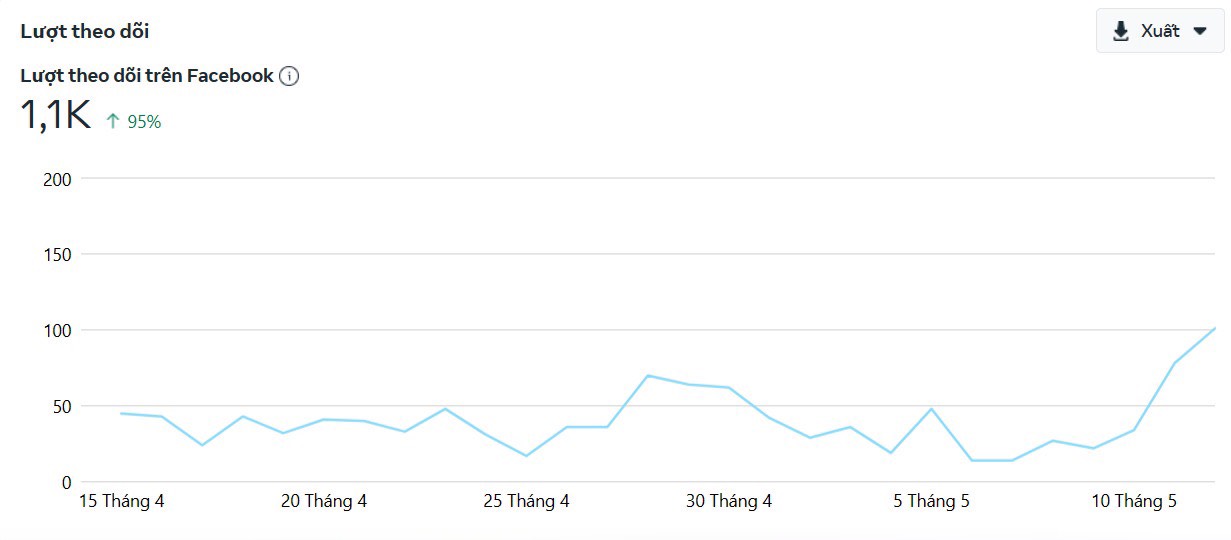 Lượt theo dõi
Xuất
Lượt theo dõi trên Facebook
1,1K ↑ 95%
200
150
100
50
0
15 Tháng 4 20 Tháng 4 25 Tháng 4 30 Tháng 4 5 Tháng 5 10 Tháng 5